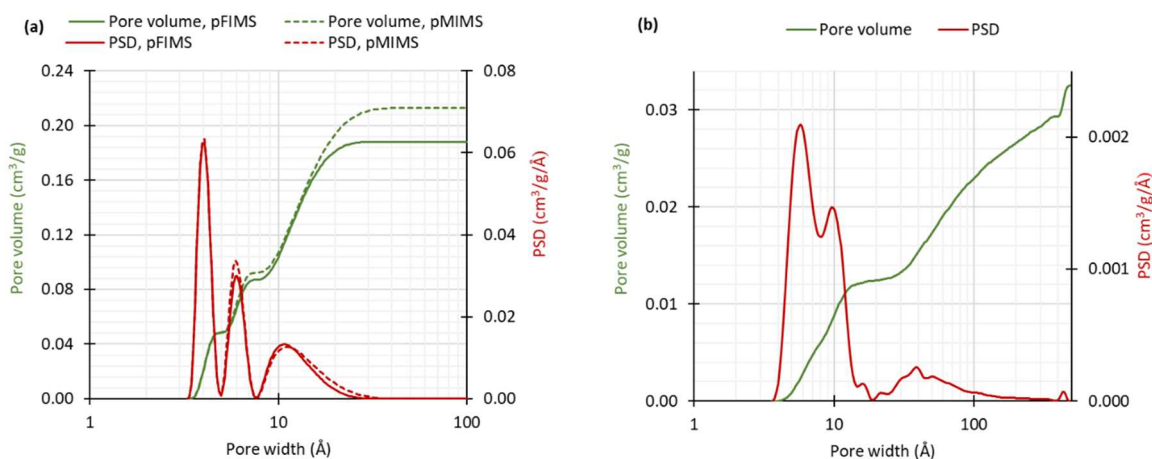 (a)
Pore volume, pFIMS
Pore volume, pMIMS
PSD, pFIMS
PSD, pMIMS
0.24
0.20
0.16
0.12
0.08
0.04
0.00
Pore volume (cm³/g)
0.08
0.06
0.04
0.02
0.00
PSD (cm³/g/Å)
1
10
100
Pore width (Å)
(b)
Pore volume
PSD
0.03
0.02
0.01
0.00
Pore volume (cm³/g)
0.002
0.001
0.000
PSD (cm³/g/Å)
1
10
100
Pore width (Å)